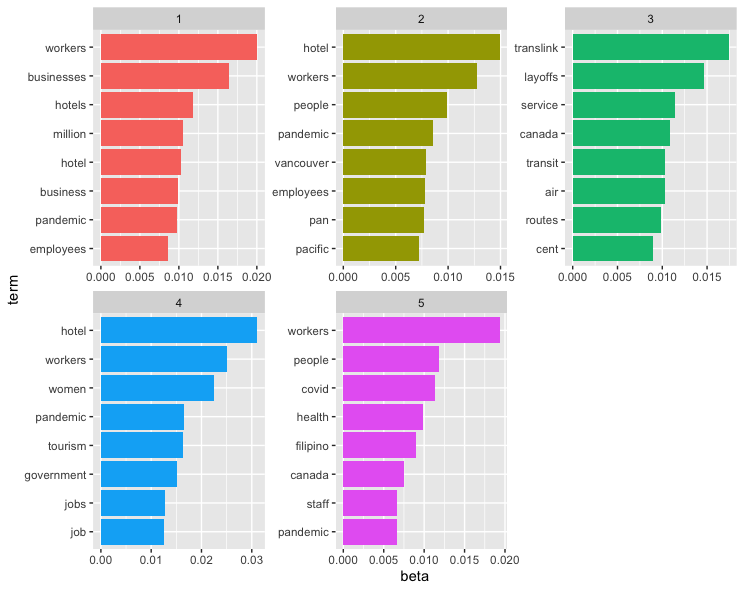 1
workers
businesses
hotels
million
hotel
business
pandemic
employees
0.000 0.005 0.010 0.015 0.020
2
hotel
workers
people
pandemic
vancouver
employees
pan
pacific
0.000 0.005 0.010 0.015
3
translink
layoffs
service
canada
transit
air
routes
cent
0.000 0.005 0.010 0.015
term
4
hotel
workers
women
pandemic
tourism
government
jobs
job
0.00 0.01 0.02 0.03
5
workers
people
covid
health
filipino
canada
staff
pandemic
0.000 0.005 0.010 0.015 0.020
beta